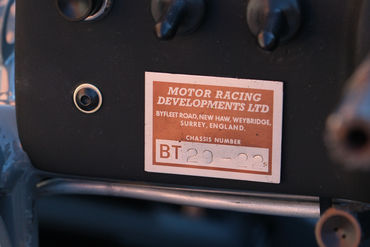 MOTOR RACING
DEVELOPMENTS LTD
BYFLEET ROAD, NEW HAW, WEYBRIDGE,
SURREY, ENGLAND.
CHASSIS NUMBER
BT 29-22